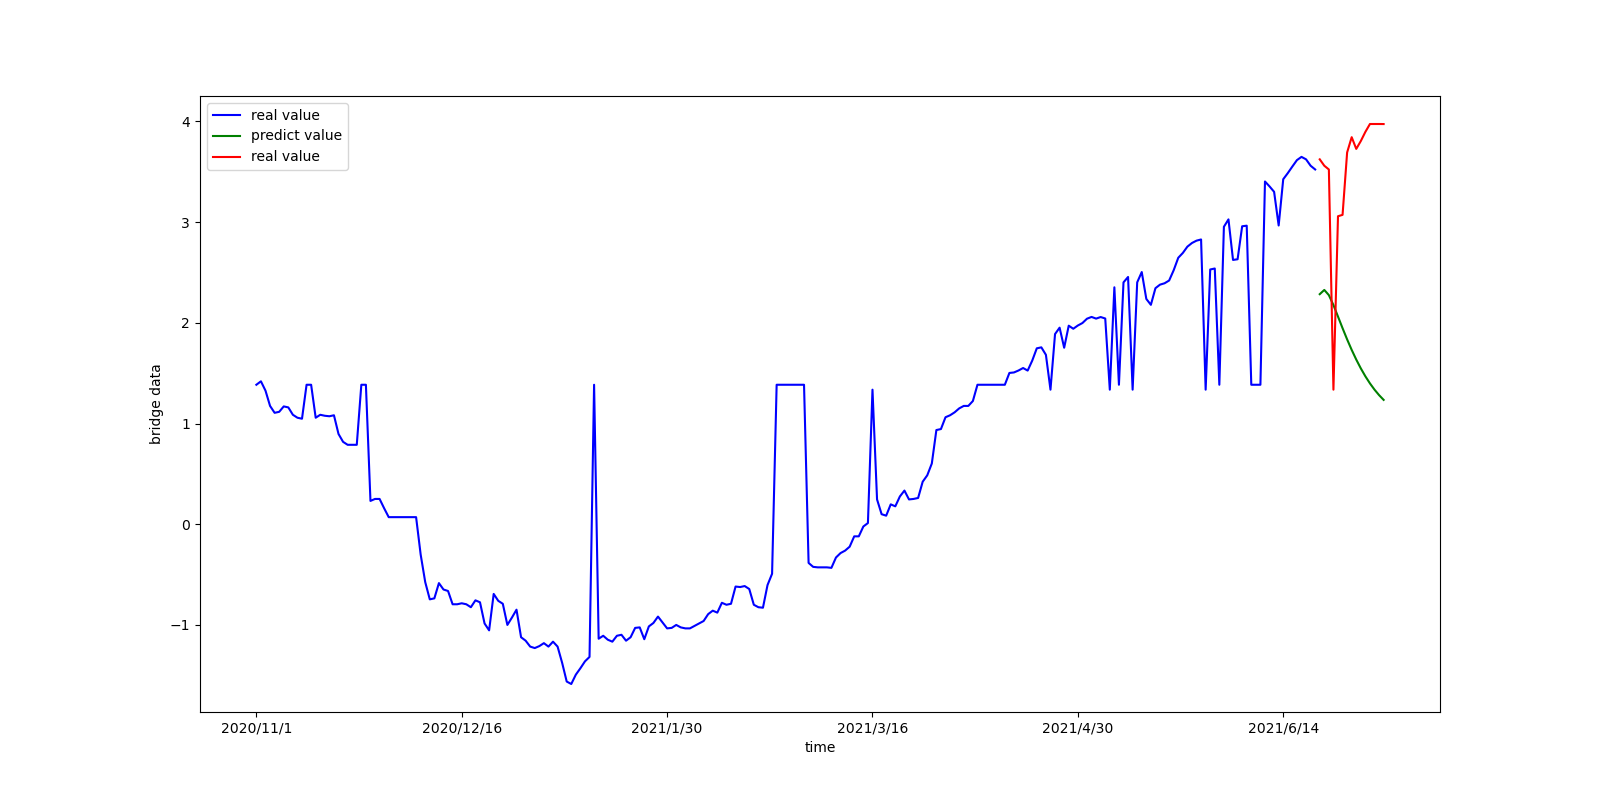 real value
predict value
real value
4
3
2
1
0
−1
bridge data
2020/11/1 2020/12/16 2021/1/30 2021/3/16 2021/4/30 2021/6/14
time